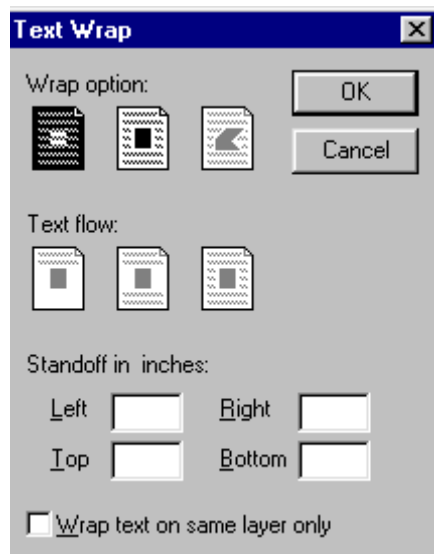 Text Wrap
Wrap option:
OK
Cancel
Text flow:
Standoff in inches:
Left Right
Top Bottom
Wrap text on same layer only